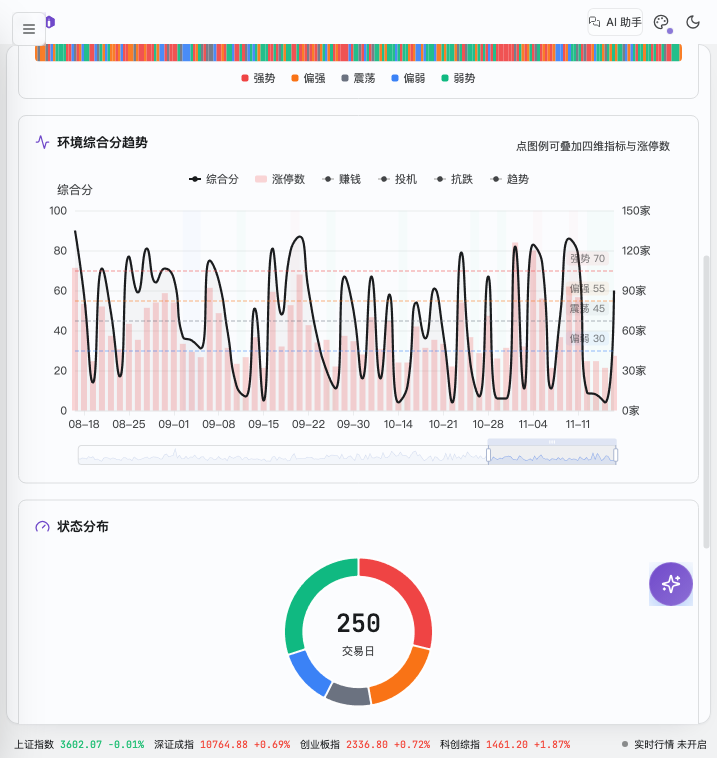 AI 助手
强势 偏强 震荡 偏弱 弱势
环境综合分趋势
点图例可叠加四维指标与涨停数
综合分 涨停数 赚钱 投机 抗跌 趋势
综合分
100 150家
80 120家
强势 70
60 90家
偏强 55
震荡 45
40 60家
偏弱 30
20 30家
0 0家
08-18 08-25 09-01 09-08 09-15 09-22 09-30 10-14 10-21 10-28 11-04 11-11
状态分布
250
交易日
上证指数 3602.07 -0.01% 深证成指 10764.88 +0.69% 创业板指 2336.80 +0.72% 科创综指 1461.20 +1.87% 实时行情 未开启